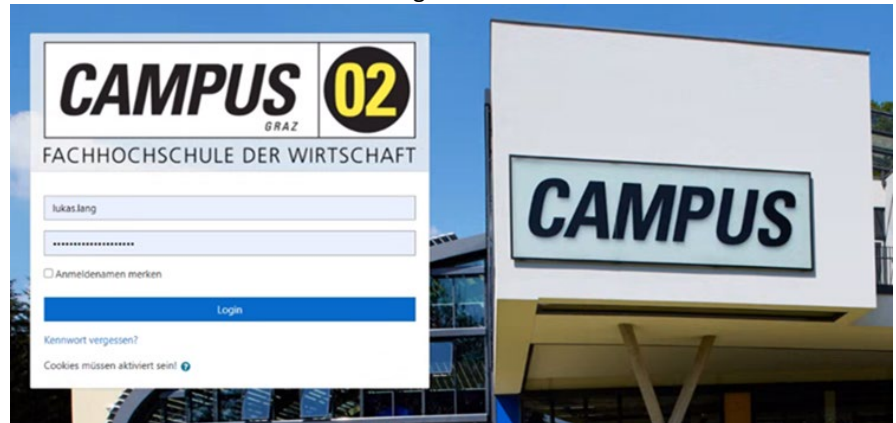 CAMPUS 02
GRAZ
FACHHOCHSCHULE DER WIRTSCHAFT
lukas.lang
••••••••••••••••••••
Anmeldenamen merken
Login
Kennwort vergessen?
Cookies müssen aktiviert sein! ?
CAMPUS